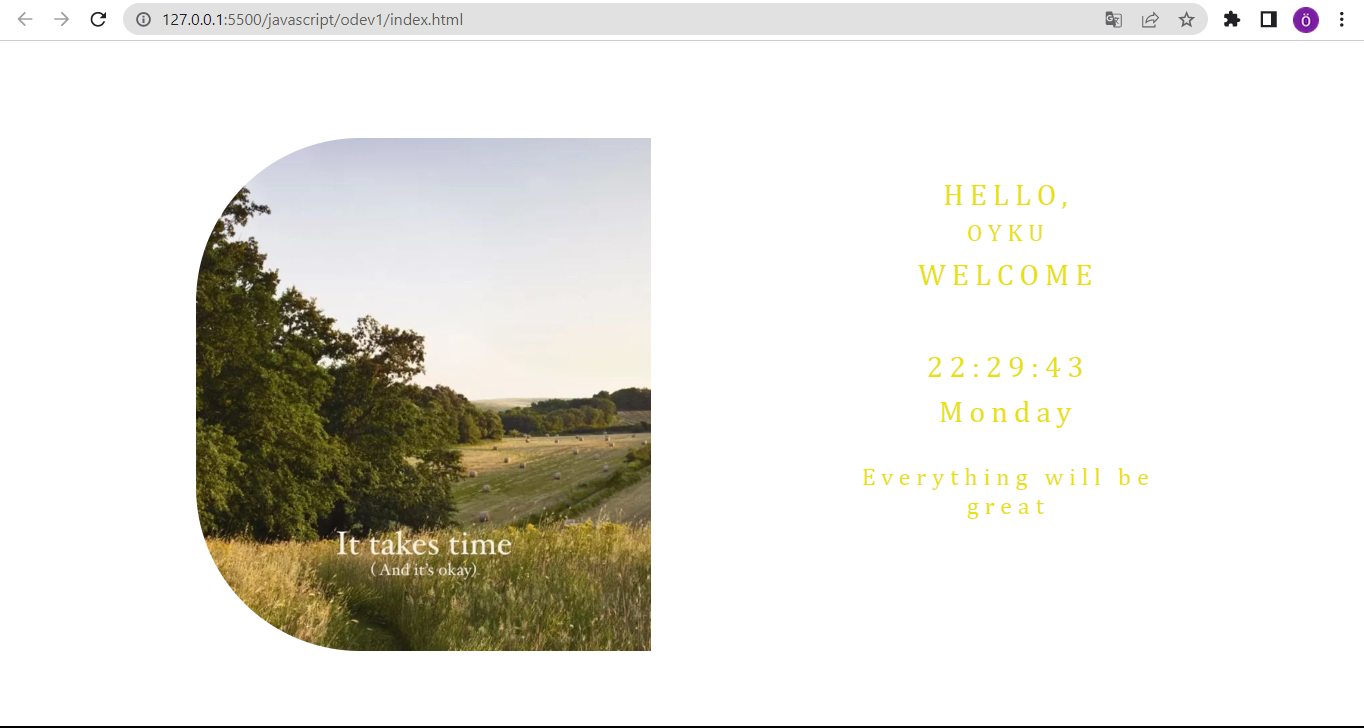 127.0.0.1:5500/javascript/odev1/index.html
Ö
It takes time
( And it's okay)
HELLO,
OYKU
WELCOME
22:29:43
Monday
Everything will be
great